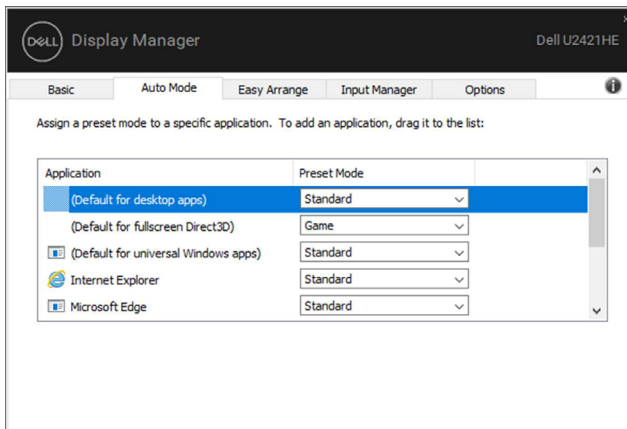 DELL Display Manager Dell U2421HE
Basic Auto Mode Easy Arrange Input Manager Options
Assign a preset mode to a specific application. To add an application, drag it to the list:
Application Preset Mode
(Default for desktop apps) Standard
(Default for fullscreen Direct3D) Game
(Default for universal Windows apps) Standard
Internet Explorer Standard
Microsoft Edge Standard